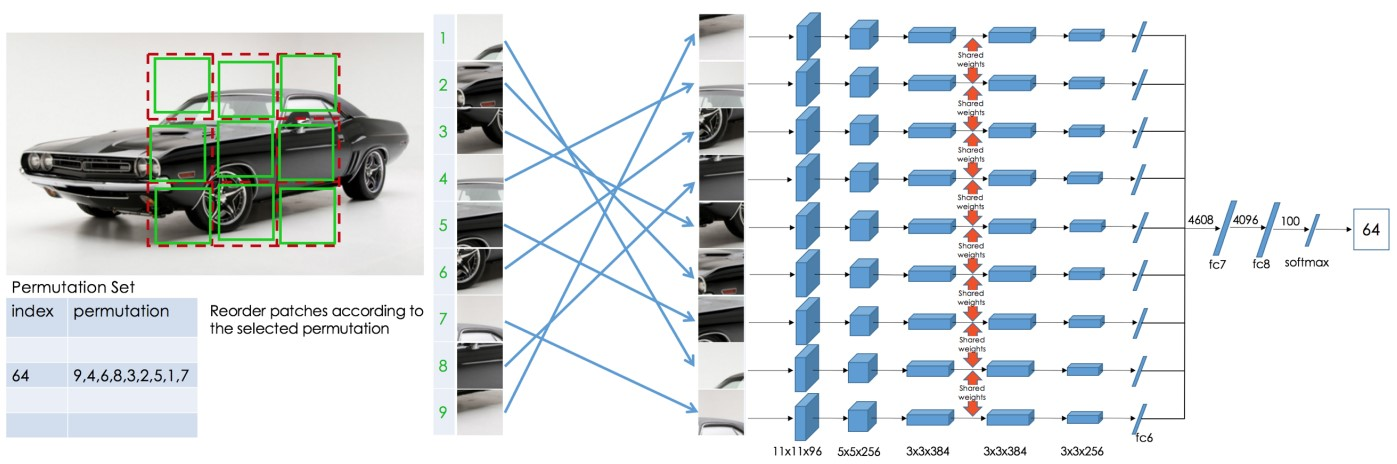 Permutation Set
index permutation
64 9,4,6,8,3,2,5,1,7
Reorder patches according to
the selected permutation
1
2
3
4
5
6
7
8
9
Shared
weights
Shared
weights
Shared
weights
Shared
weights
Shared
weights
Shared
weights
Shared
weights
Shared
weights
11x11x96 5x5x256 3x3x384 3x3x384 3x3x256
fc6
4608 4096 100
fc7 fc8 softmax
64